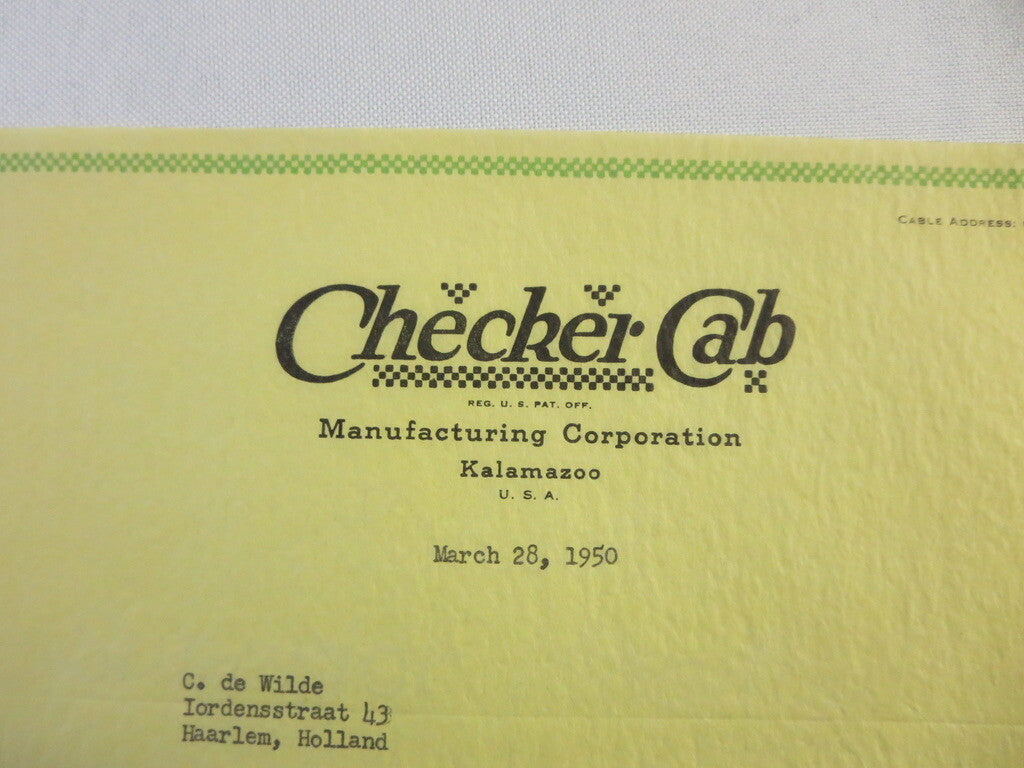 CABLE ADDRESS:
Checker Cab
REG. U. S. PAT. OFF.
Manufacturing Corporation
Kalamazoo
U. S. A.
March 28, 1950
C. de Wilde
Iordensstraat 43
Haarlem, Holland